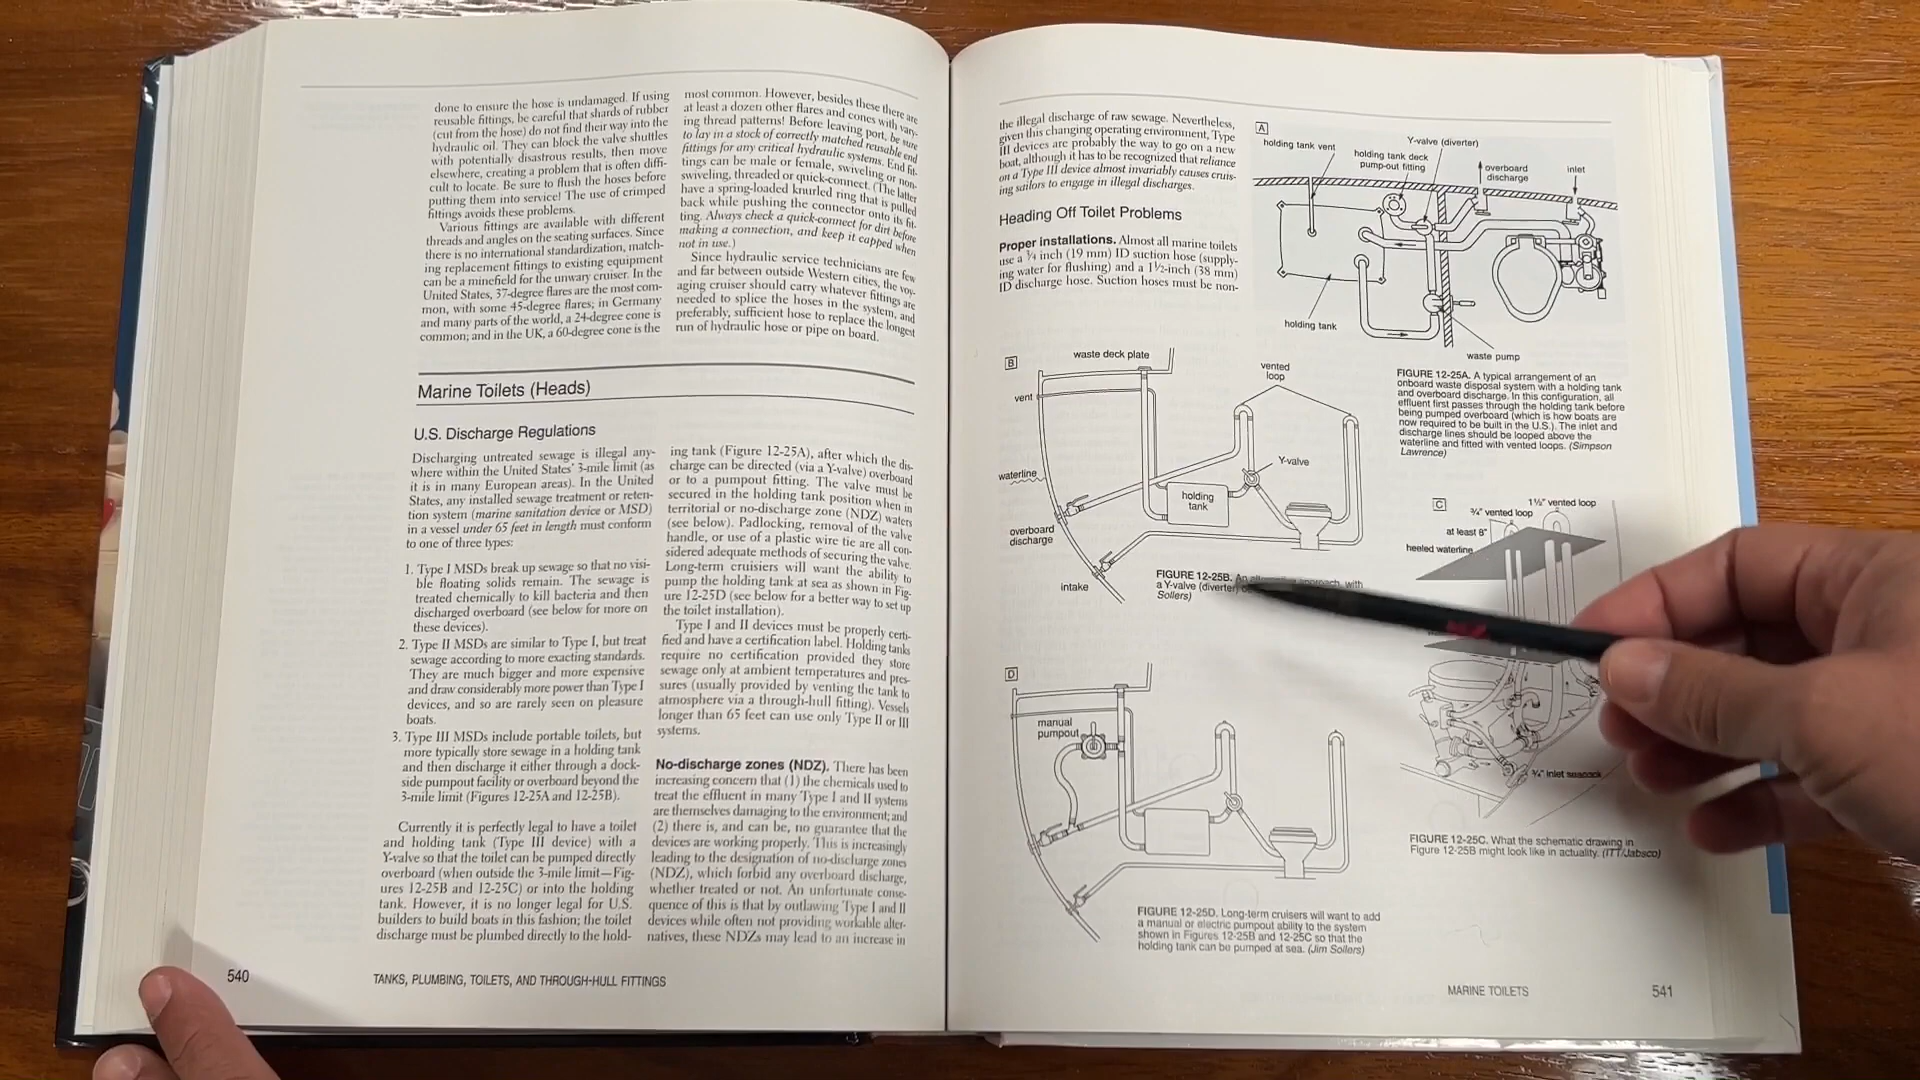 done to ensure the hose is undamaged. If using
reusable fittings, be careful that shards of rubber
(cut from the hose) do not find their way into the
hydraulic oil. They can block the valve shuttles
with potentially disastrous results, then move
elsewhere, creating a problem that is often diffi-
cult to locate. Be sure to flush the hoses before
putting them into service! The use of crimped
fittings avoids these problems.
Various fittings are available with different
threads and angles on the seating surfaces. Since
there is no international standardization, match-
ing replacement fittings to existing equipment
can be a minefield for the unwary cruiser. In the
United States, 37-degree flares are the most com-
mon, with some 45-degree flares; in Germany
and many parts of the world, a 24-degree cone is
common; and in the UK, a 60-degree cone is the
most common. However, besides these there are
at least a dozen other flares and cones with vary-
ing thread patterns! Before leaving port, be sure
to lay in a stock of correctly matched reusable end
fittings for any critical hydraulic systems. End fit-
tings can be male or female, swiveling or non-
swiveling, threaded or quick-connect. (The latter
have a spring-loaded knurled ring that is pulled
back while pushing the connector onto its fit-
ting. Always check a quick-connect for dirt before
making a connection, and keep it capped when
not in use.)
Since hydraulic service technicians are few
and far between outside Western cities, the voy-
aging cruiser should carry whatever fittings are
needed to splice the hoses in the system, and
preferably, sufficient hose to replace the longest
run of hydraulic hose or pipe on board.
Marine Toilets (Heads)
U.S. Discharge Regulations
Discharging untreated sewage is illegal any-
where within the United States' 3-mile limit (as
it is in many European areas). In the United
States, any installed sewage treatment or reten-
tion system (marine sanitation device or MSD)
in a vessel under 65 feet in length must conform
to one of three types:
1. Type I MSDs break up sewage so that no visi-
ble floating solids remain. The sewage is
treated chemically to kill bacteria and then
discharged overboard (see below for more on
these devices).
2. Type II MSDs are similar to Type I, but treat
sewage according to more exacting standards.
They are much bigger and more expensive
and draw considerably more power than Type I
devices, and so are rarely seen on pleasure
boats.
3. Type III MSDs include portable toilets, but
more typically store sewage in a holding tank
and then discharge it either through a dock-
side pumpout facility or overboard beyond the
3-mile limit (Figures 12-25A and 12-25B).
Currently it is perfectly legal to have a toilet
and holding tank (Type III device) with a
Y-valve so that the toilet can be pumped directly
overboard (when outside the 3-mile limit—Fig-
ures 12-25B and 12-25C) or into the holding
tank. However, it is no longer legal for U.S.
builders to build boats in this fashion; the toilet
discharge must be plumbed directly to the hold-
ing tank (Figure 12-25A), after which the dis-
charge can be directed (via a Y-valve) overboard
or to a pumpout fitting. The valve must be
secured in the holding tank position when in
territorial or no-discharge zone (NDZ) waters
(see below). Padlocking, removal of the valve
handle, or use of a plastic wire tie are all con-
sidered adequate methods of securing the valve.
Long-term cruisers will want the ability to
pump the holding tank at sea as shown in Fig-
ure 12-25D (see below for a better way to set up
the toilet installation).
Type I and II devices must be properly certi-
fied and have a certification label. Holding tanks
require no certification provided they store
sewage only at ambient temperatures and pres-
sures (usually provided by venting the tank to
atmosphere via a through-hull fitting). Vessels
longer than 65 feet can use only Type II or III
systems.
No-discharge zones (NDZ). There has been
increasing concern that (1) the chemicals used to
treat the effluent in many Type I and II systems
are themselves damaging to the environment; and
(2) there is, and can be, no guarantee that the
devices are working properly. This is increasingly
leading to the designation of no-discharge zones
(NDZ), which forbid any overboard discharge,
whether treated or not. An unfortunate conse-
quence of this is that by outlawing Type I and II
devices while often not providing workable alter-
natives, these NDZs may lead to an increase in
540
TANKS, PLUMBING, TOILETS, AND THROUGH-HULL FITTINGS
the illegal discharge of raw sewage. Nevertheless,
given this changing operating environment, Type
III devices are probably the way to go on a new
boat, although it has to be recognized that reliance
on a Type III device almost invariably causes cruis-
ing sailors to engage in illegal discharges.
Heading Off Toilet Problems
Proper installations. Almost all marine toilets
use a ¾ inch (19 mm) ID suction hose (supply-
ing water for flushing) and a 1½-inch (38 mm)
ID discharge hose. Suction hoses must be non-
A
holding tank vent
Y-valve (diverter)
holding tank deck
pump-out fitting
overboard
discharge
inlet
holding tank
waste pump
FIGURE 12-25A. A typical arrangement of an
onboard waste disposal system with a holding tank
and overboard discharge. In this configuration, all
effluent first passes through the holding tank before
being pumped overboard (which is how boats are
now required to be built in the U.S.). The inlet and
discharge lines should be looped above the
waterline and fitted with vented loops. (Simpson
Lawrence)
B
waste deck plate
vented
loop
vent
Y-valve
waterline
holding
tank
overboard
discharge
intake
FIGURE 12-25B. An approach, with
a Y-valve (diverter)
Sollers)
C
1½" vented loop
¾" vented loop
at least 8"
heeled waterline
¾" inlet seacock
FIGURE 12-25C. What the schematic drawing in
Figure 12-25B might look like in actuality. (ITT/Jabsco)
D
manual
pumpout
FIGURE 12-25D. Long-term cruisers will want to add
a manual or electric pumpout ability to the system
shown in Figures 12-25B and 12-25C so that the
holding tank can be pumped at sea. (Jim Sollers)
MARINE TOILETS
541